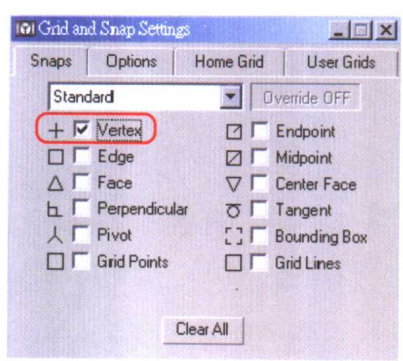 Grid and Snap Settings
Snaps Options Home Grid User Grids
Standard Override OFF
Vertex Endpoint
Edge Midpoint
Face Center Face
Perpendicular Tangent
Pivot Bounding Box
Grid Points Grid Lines
Clear All